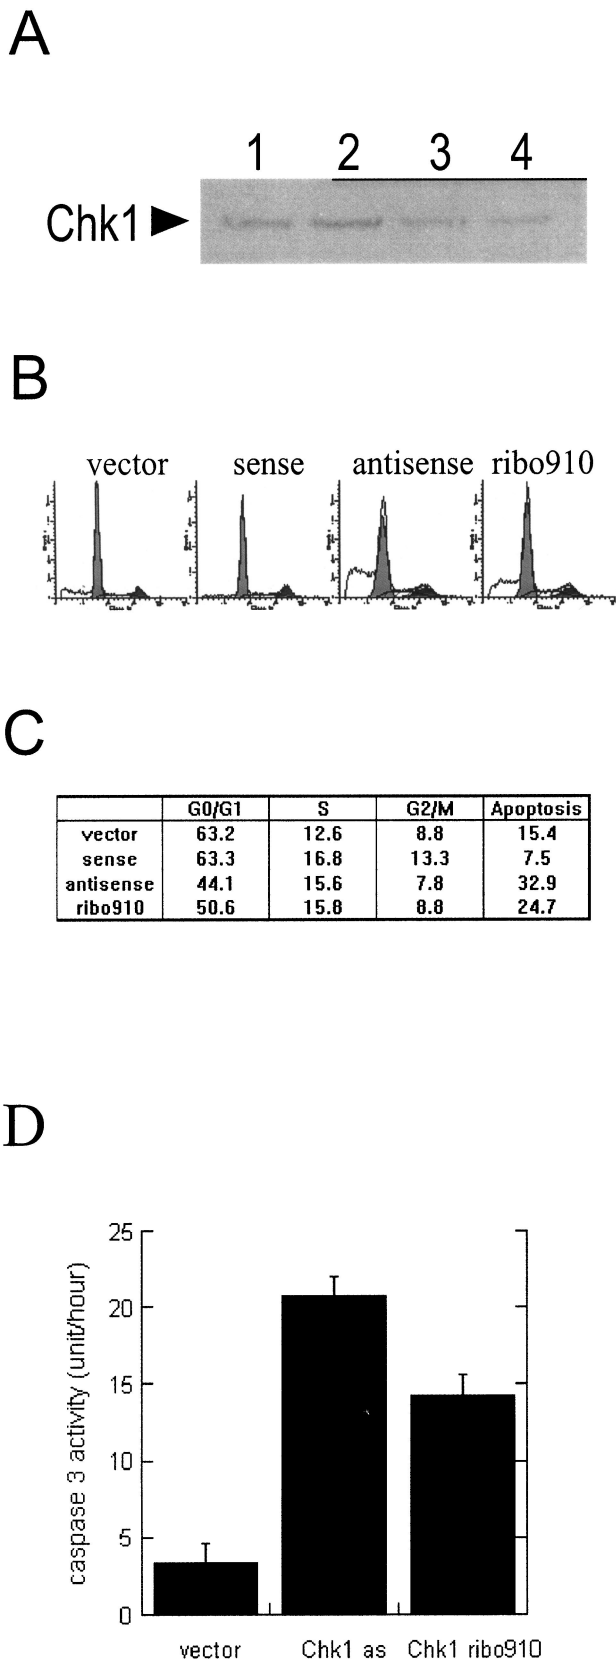 A
1 2 3 4
Chk1
B
vector sense antisense ribo910
C
G0/G1 S G2/M Apoptosis
vector 63.2 12.6 8.8 15.4
sense 63.3 16.8 13.3 7.5
antisense 44.1 15.6 7.8 32.9
ribo910 50.6 15.8 8.8 24.7
D
caspase 3 activity (unit/hour)
25
20
15
10
5
0
vector Chk1 as Chk1 ribo910